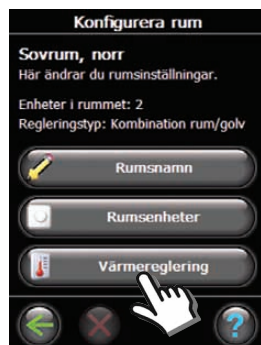 Konfigurera rum
Sovrum, norr
Här ändrar du rumsinställningar.
Enheter i rummet: 2
Regleringstyp: Kombination rum/golv
Rumsnamn
Rumsenheter
Värmereglering
?